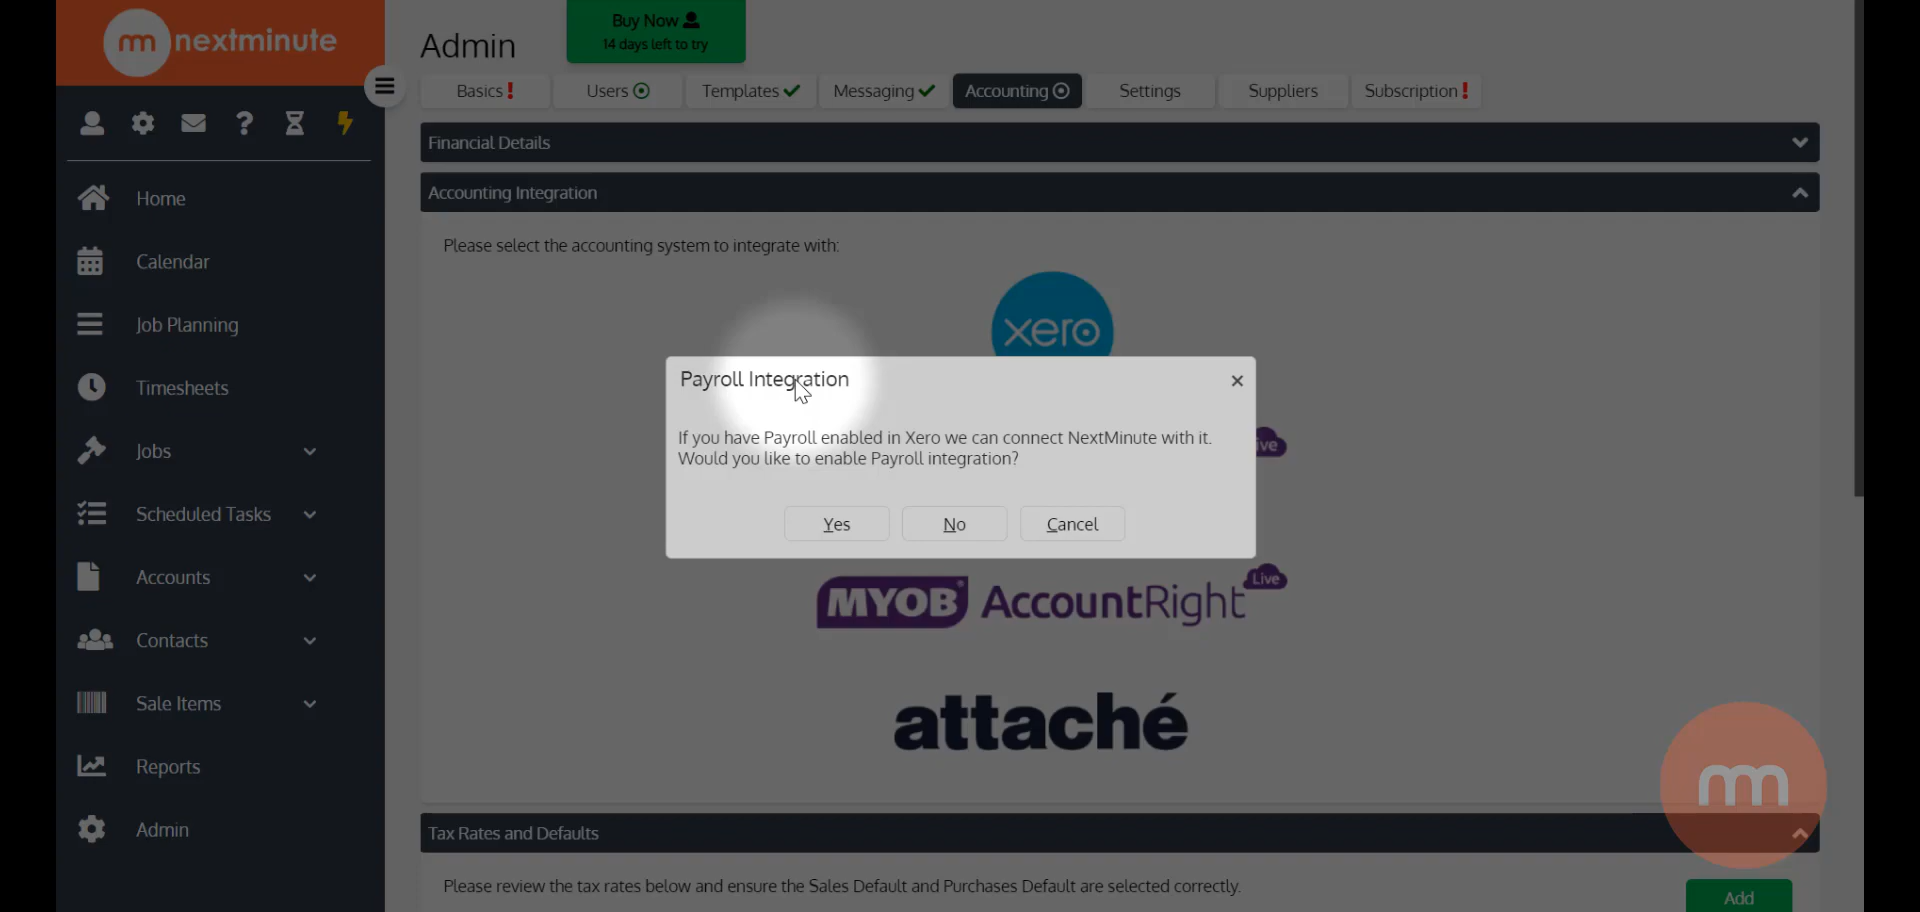 nextminute
Buy Now
14 days left to try
Admin
Basics!
Users
Templates
Messaging
Accounting
Settings
Suppliers
Subscription!
Home
Calendar
Job Planning
Timesheets
Jobs
Scheduled Tasks
Accounts
Contacts
Sale Items
Reports
Admin
Financial Details
Accounting Integration
Please select the accounting system to integrate with:
xero
Payroll Integration
If you have Payroll enabled in Xero we can connect NextMinute with it.
Would you like to enable Payroll integration?
Yes
No
Cancel
ive
MYOB AccountRight Live
attaché
Tax Rates and Defaults
Please review the tax rates below and ensure the Sales Default and Purchases Default are selected correctly.
Add